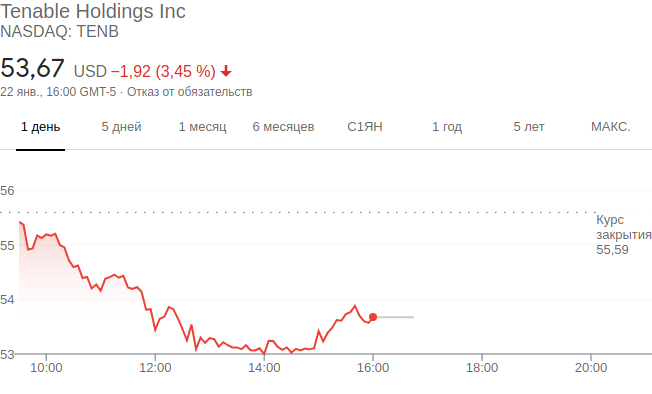 Tenable Holdings Inc
NASDAQ: TENB
53,67 USD −1,92 (3,45 %)
22 янв., 16:00 GMT-5 · Отказ от обязательств
1 день 5 дней 1 месяц 6 месяцев С1ЯН 1 год 5 лет МАКС.
56
Курс
закрытия
55
55,59
54
53
10:00 12:00 14:00 16:00 18:00 20:00